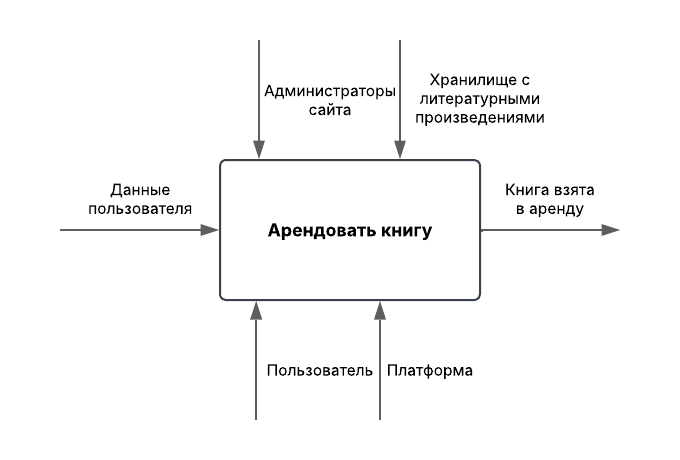 Администраторы
сайта
Хранилище с
литературными
произведениями
Данные
пользователя
Арендовать книгу
Книга взята
в аренду
Пользователь
Платформа